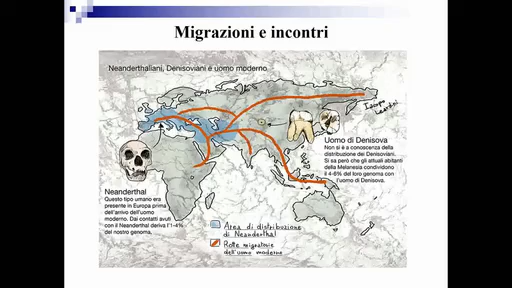 Migrazioni e incontri
Neanderthaliani, Denisoviani e uomo moderno
Iacopo
Leardini
Uomo di Denisova
Non si è a conoscenza della
distribuzione dei Denisoviani.
Si sa però che gli attuali abitanti
della Melanesia condividono
il 4-6% del loro genoma con
l'uomo di Denisova.
Neanderthal
Questo tipo umano era
presente in Europa prima
dell'arrivo dell'uomo
moderno. Dai contatti avuti
con il Neanderthal deriva l'1-4%
del nostro genoma.
Area di distribuzione
di Neanderthal
Rotte migratorie
dell'uomo moderno